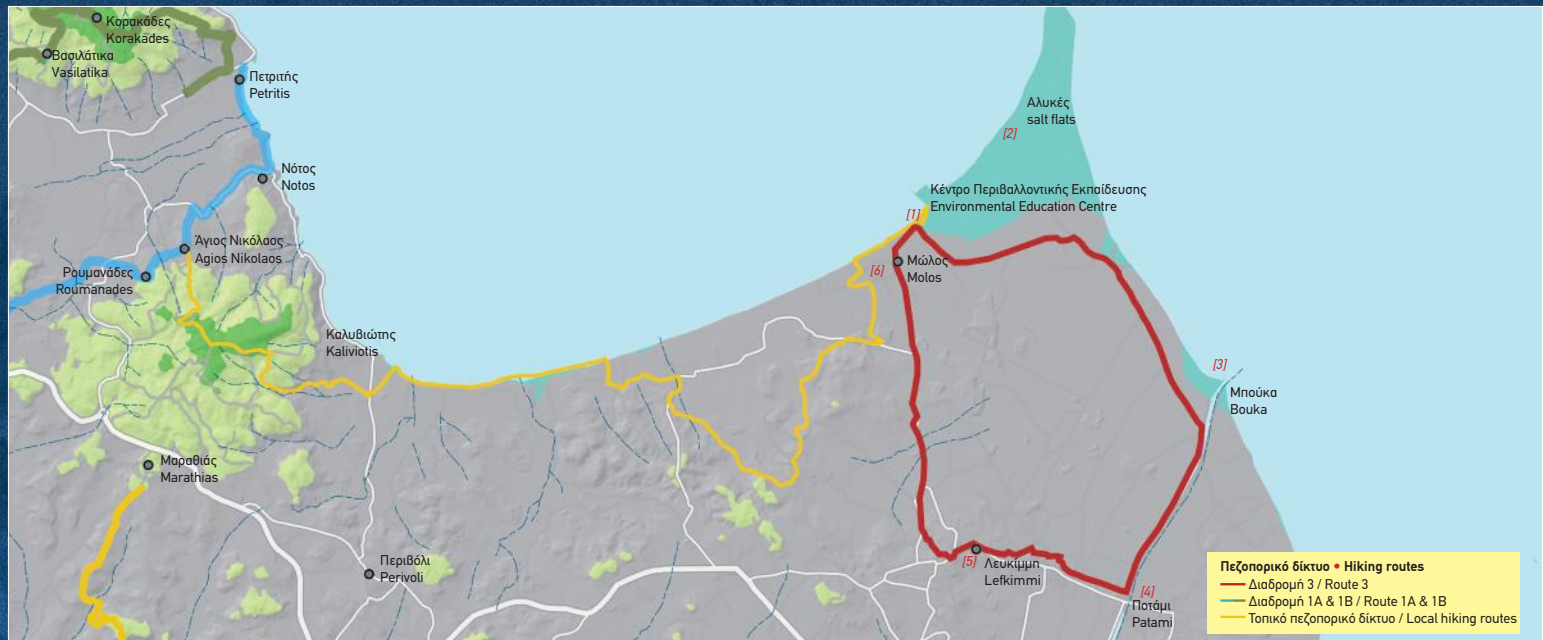 Κορακάδες
Korakades
Βασιλάτικα
Vasilatika
Πετριτής
Petritis
Νότος
Notos
Άγιος Νικόλαος
Agios Nikolaos
Ρουμανάδες
Roumanades
Καλυβιώτης
Kaliviotis
Μαραθιάς
Marathias
Περιβόλι
Perivoli
Αλυκές
salt flats
[2]
Κέντρο Περιβαλλοντικής Εκπαίδευσης
Environmental Education Centre
[1]
Μώλος
Molos
[6]
[3]
Μπούκα
Bouka
[5]
Λευκίμμη
Lefkimmi
[4]
Ποτάμι
Patami
Πεζοπορικό δίκτυο • Hiking routes
Διαδρομή 3 / Route 3
Διαδρομή 1Α & 1Β / Route 1A & 1B
Τοπικό πεζοπορικό δίκτυο / Local hiking routes